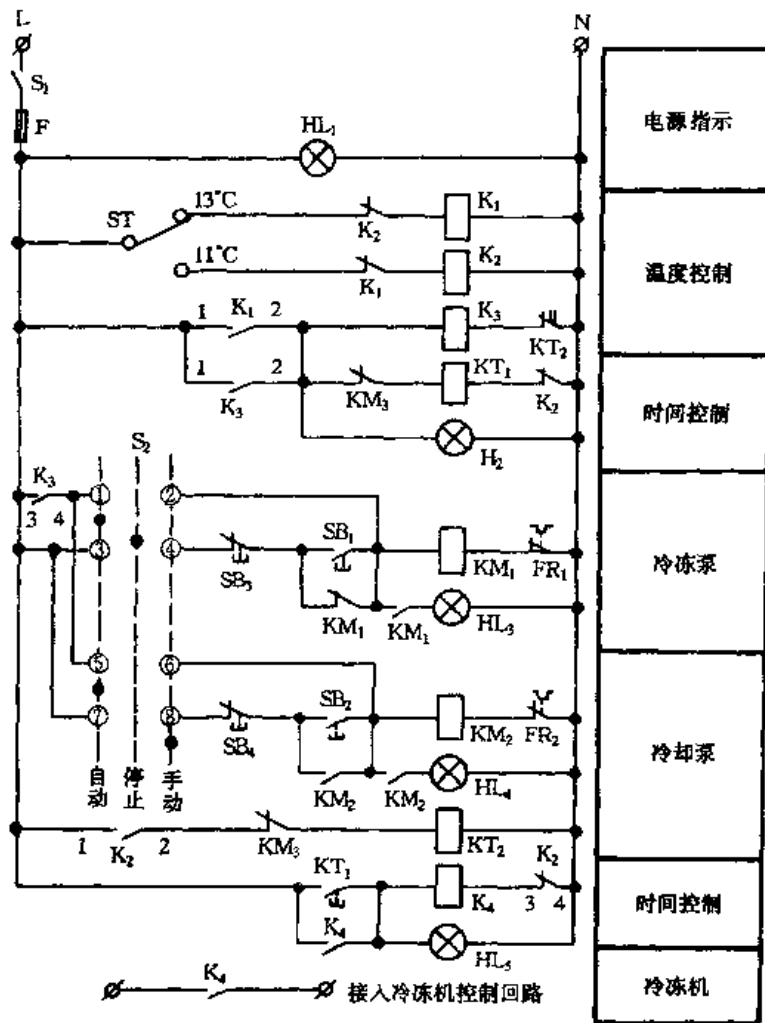 L N
S₁
F
HL₁
电源指示
ST 13°C K₂ K₁
11°C K₁ K₂
温度控制
1 K₁ 2 K₃ KT₂
1 K₃ 2 KM₃ KT₁ K₂
H₂
时间控制
S₂
K₃ 3 4 ① ②
③ ④ SB₃ SB₁ KM₁ FR₁
KM₁ KM₁ HL₃
冷冻泵
⑤ ⑥
⑦ ⑧ SB₄ SB₂ KM₂ FR₂
KM₂ KM₂ HL₄
冷却泵
自动 停止 手动
1 K₂ 2 KM₃ KT₂
KT₁ K₄ K₂ 3 4
K₄ HL₅
时间控制
K₄ 接入冷冻机控制回路
冷冻机